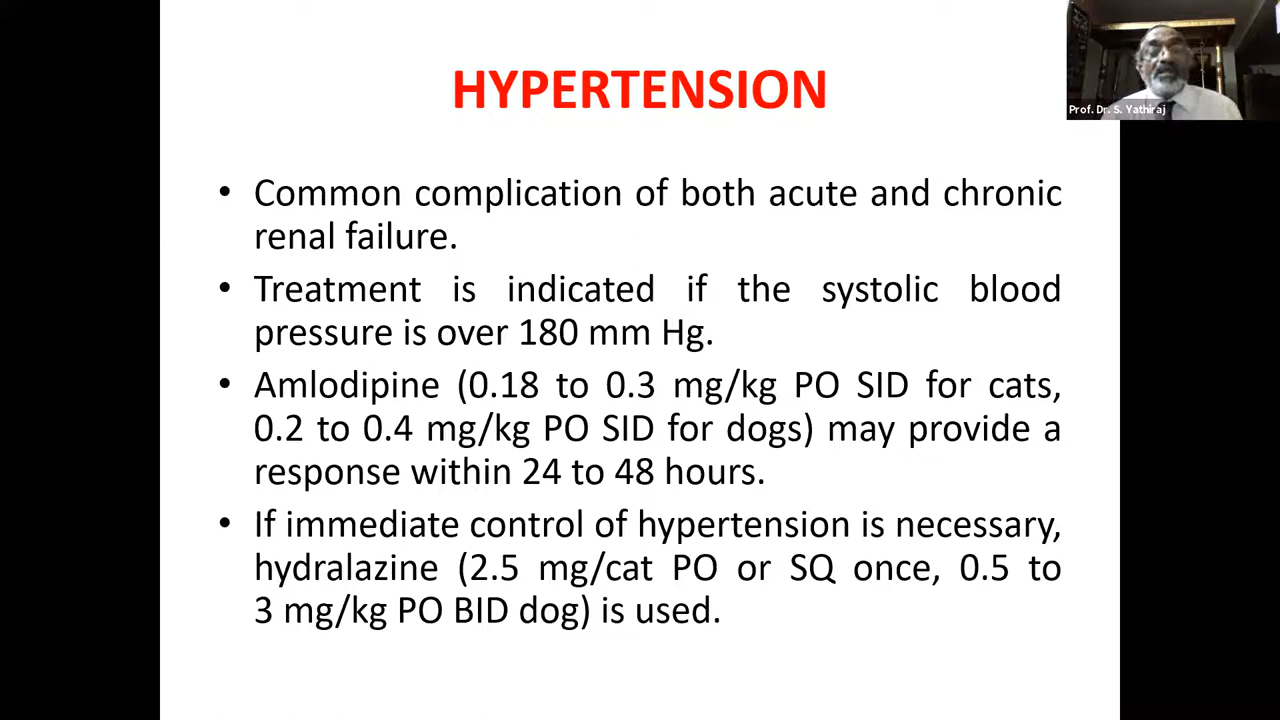 HYPERTENSION
Prof. Dr. S. Yathiraj
• Common complication of both acute and chronic
renal failure.
• Treatment is indicated if the systolic blood
pressure is over 180 mm Hg.
• Amlodipine (0.18 to 0.3 mg/kg PO SID for cats,
0.2 to 0.4 mg/kg PO SID for dogs) may provide a
response within 24 to 48 hours.
• If immediate control of hypertension is necessary,
hydralazine (2.5 mg/cat PO or SQ once, 0.5 to
3 mg/kg PO BID dog) is used.